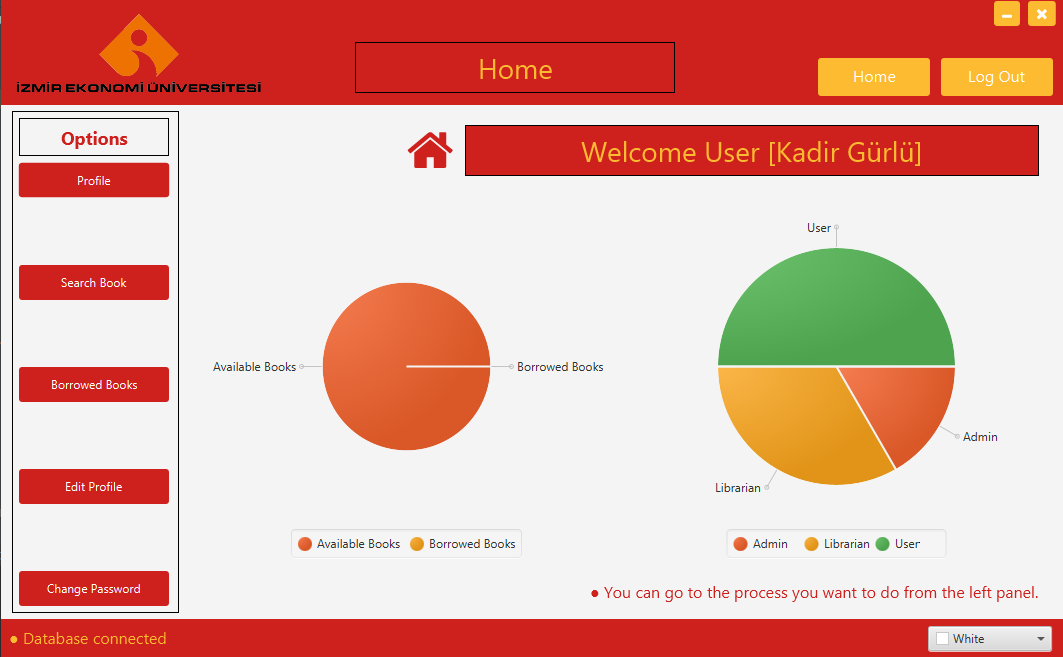 İZMİR EKONOMİ ÜNİVERSİTESİ
Home
Home
Log Out
Options
Profile
Search Book
Borrowed Books
Edit Profile
Change Password
Welcome User [Kadir Gürlü]
Available Books
Borrowed Books
Available Books
Borrowed Books
User
Admin
Librarian
Admin
Librarian
User
● You can go to the process you want to do from the left panel.
● Database connected
White